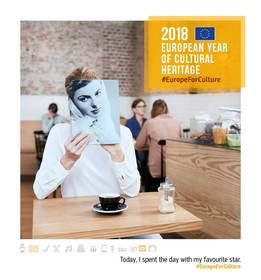 2018
EUROPEAN YEAR
OF CULTURAL
HERITAGE
#EuropeForCulture
Today, I spent the day with my favourite star.
#EuropeForCulture